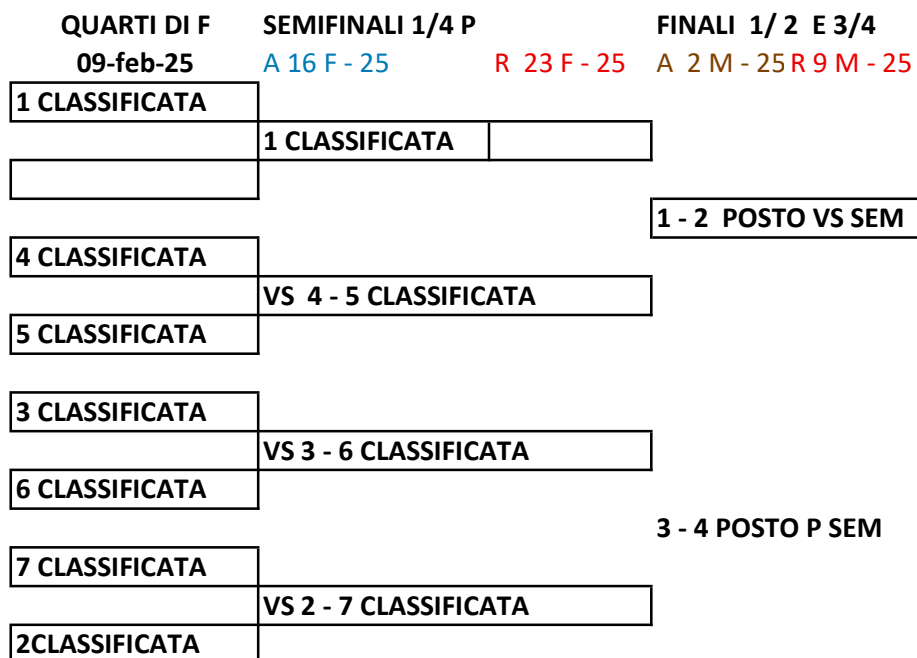 QUARTI DI F SEMIFINALI 1/4 P FINALI 1/ 2 E 3/4
09-feb-25 A 16 F - 25 R 23 F - 25 A 2 M - 25 R 9 M - 25
1 CLASSIFICATA
1 CLASSIFICATA
1 - 2 POSTO VS SEM
4 CLASSIFICATA
VS 4 - 5 CLASSIFICATA
5 CLASSIFICATA
3 CLASSIFICATA
VS 3 - 6 CLASSIFICATA
6 CLASSIFICATA
3 - 4 POSTO P SEM
7 CLASSIFICATA
VS 2 - 7 CLASSIFICATA
2CLASSIFICATA